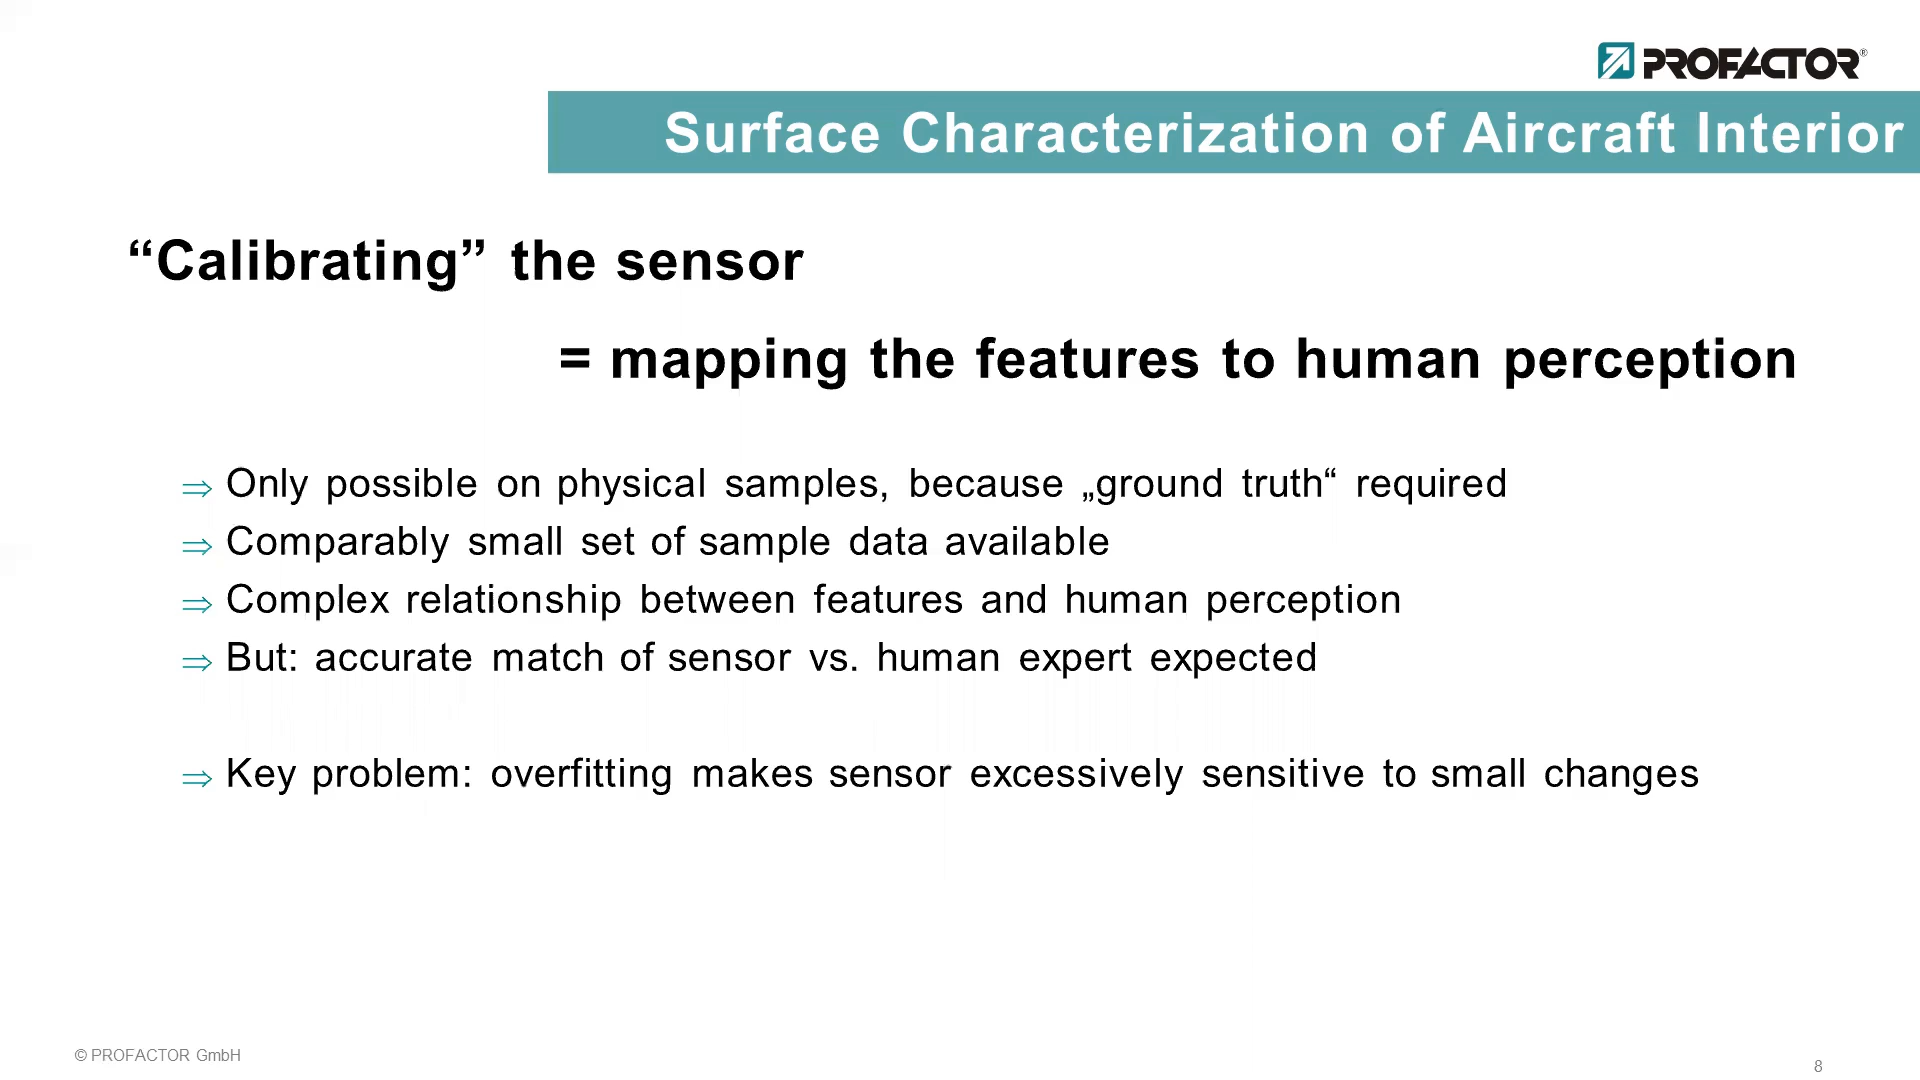 PROFACTOR®
Surface Characterization of Aircraft Interior
“Calibrating” the sensor
= mapping the features to human perception
⇒ Only possible on physical samples, because „ground truth“ required
⇒ Comparably small set of sample data available
⇒ Complex relationship between features and human perception
⇒ But: accurate match of sensor vs. human expert expected
⇒ Key problem: overfitting makes sensor excessively sensitive to small changes
© PROFACTOR GmbH
8